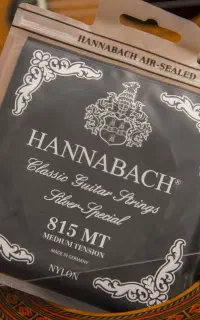 HANNABACH AIR-SEALED
HANNABACH®
Classic Guitar Strings
Silver-Special
815 MT
MEDIUM TENSION
MADE IN GERMANY
NYLON